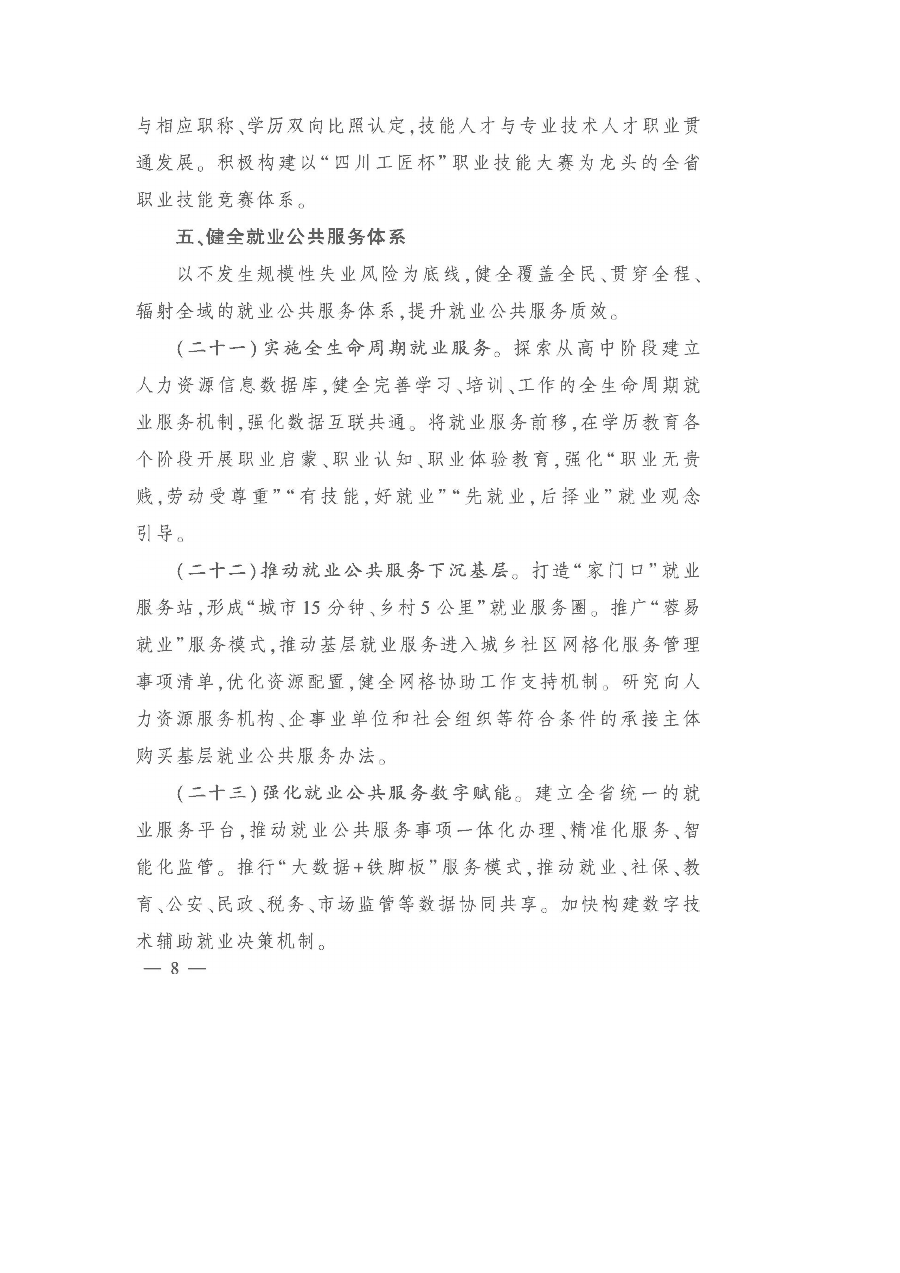 与相应职称、学历双向比照认定,技能人才与专业技术人才职业贯
通发展。积极构建以“四川工匠杯”职业技能大赛为龙头的全省
职业技能竞赛体系。
五、健全就业公共服务体系
以不发生规模性失业风险为底线,健全覆盖全民、贯穿全程、
辐射全域的就业公共服务体系,提升就业公共服务质效。
(二十一)实施全生命周期就业服务。探索从高中阶段建立
人力资源信息数据库,健全完善学习、培训、工作的全生命周期就
业服务机制,强化数据互联共通。将就业服务前移,在学历教育各
个阶段开展职业启蒙、职业认知、职业体验教育,强化“职业无贵
贱,劳动受尊重”“有技能,好就业”“先就业,后择业”就业观念
引导。
(二十二)推动就业公共服务下沉基层。打造“家门口”就业
服务站,形成“城市15分钟、乡村5公里”就业服务圈。推广“蓉易
就业”服务模式,推动基层就业服务进入城乡社区网格化服务管理
事项清单,优化资源配置,健全网格协助工作支持机制。研究向人
力资源服务机构、企事业单位和社会组织等符合条件的承接主体
购买基层就业公共服务办法。
(二十三)强化就业公共服务数字赋能。建立全省统一的就
业服务平台,推动就业公共服务事项一体化办理、精准化服务、智
能化监管。推行“大数据+铁脚板”服务模式,推动就业、社保、教
育、公安、民政、税务、市场监管等数据协同共享。加快构建数字技
术辅助就业决策机制。
— 8 —